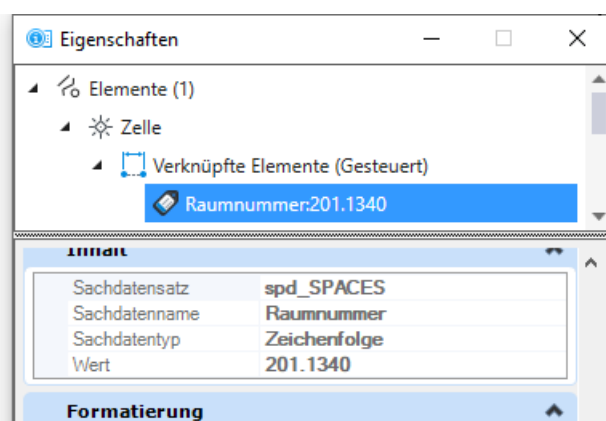 Eigenschaften
Elemente (1)
Zelle
Verknüpfte Elemente (Gesteuert)
Raumnummer:201.1340
Inhalt
Sachdatensatz spd_SPACES
Sachdatenname Raumnummer
Sachdatentyp Zeichenfolge
Wert 201.1340
Formatierung